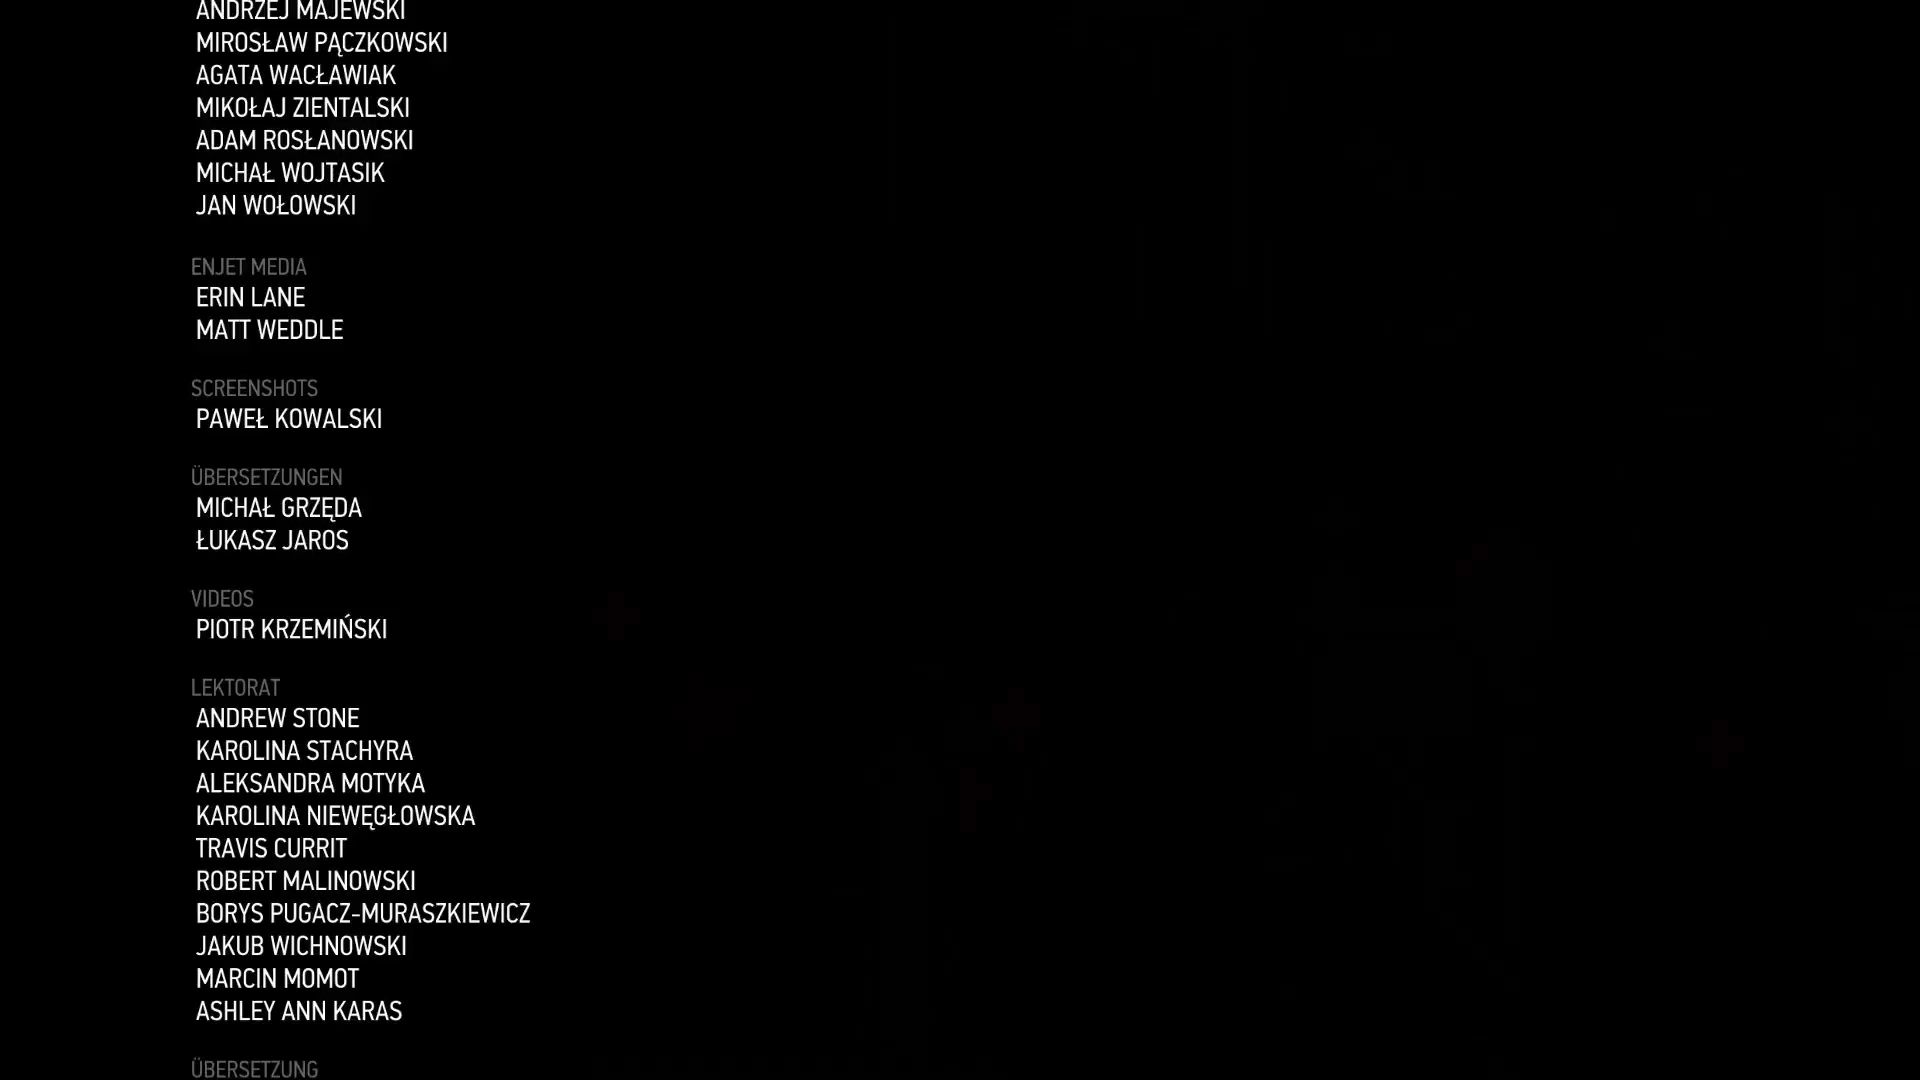 ANDRZEJ MAJEWSKI
MIROSŁAW PĄCZKOWSKI
AGATA WACŁAWIAK
MIKOŁAJ ZIENTALSKI
ADAM ROSŁANOWSKI
MICHAŁ WOJTASIK
JAN WOŁOWSKI
ENJET MEDIA
ERIN LANE
MATT WEDDLE
SCREENSHOTS
PAWEŁ KOWALSKI
ÜBERSETZUNGEN
MICHAŁ GRZĘDA
ŁUKASZ JAROS
VIDEOS
PIOTR KRZEMIŃSKI
LEKTORAT
ANDREW STONE
KAROLINA STACHYRA
ALEKSANDRA MOTYKA
KAROLINA NIEWĘGŁOWSKA
TRAVIS CURRIT
ROBERT MALINOWSKI
BORYS PUGACZ-MURASZKIEWICZ
JAKUB WICHNOWSKI
MARCIN MOMOT
ASHLEY ANN KARAS
ÜBERSETZUNG